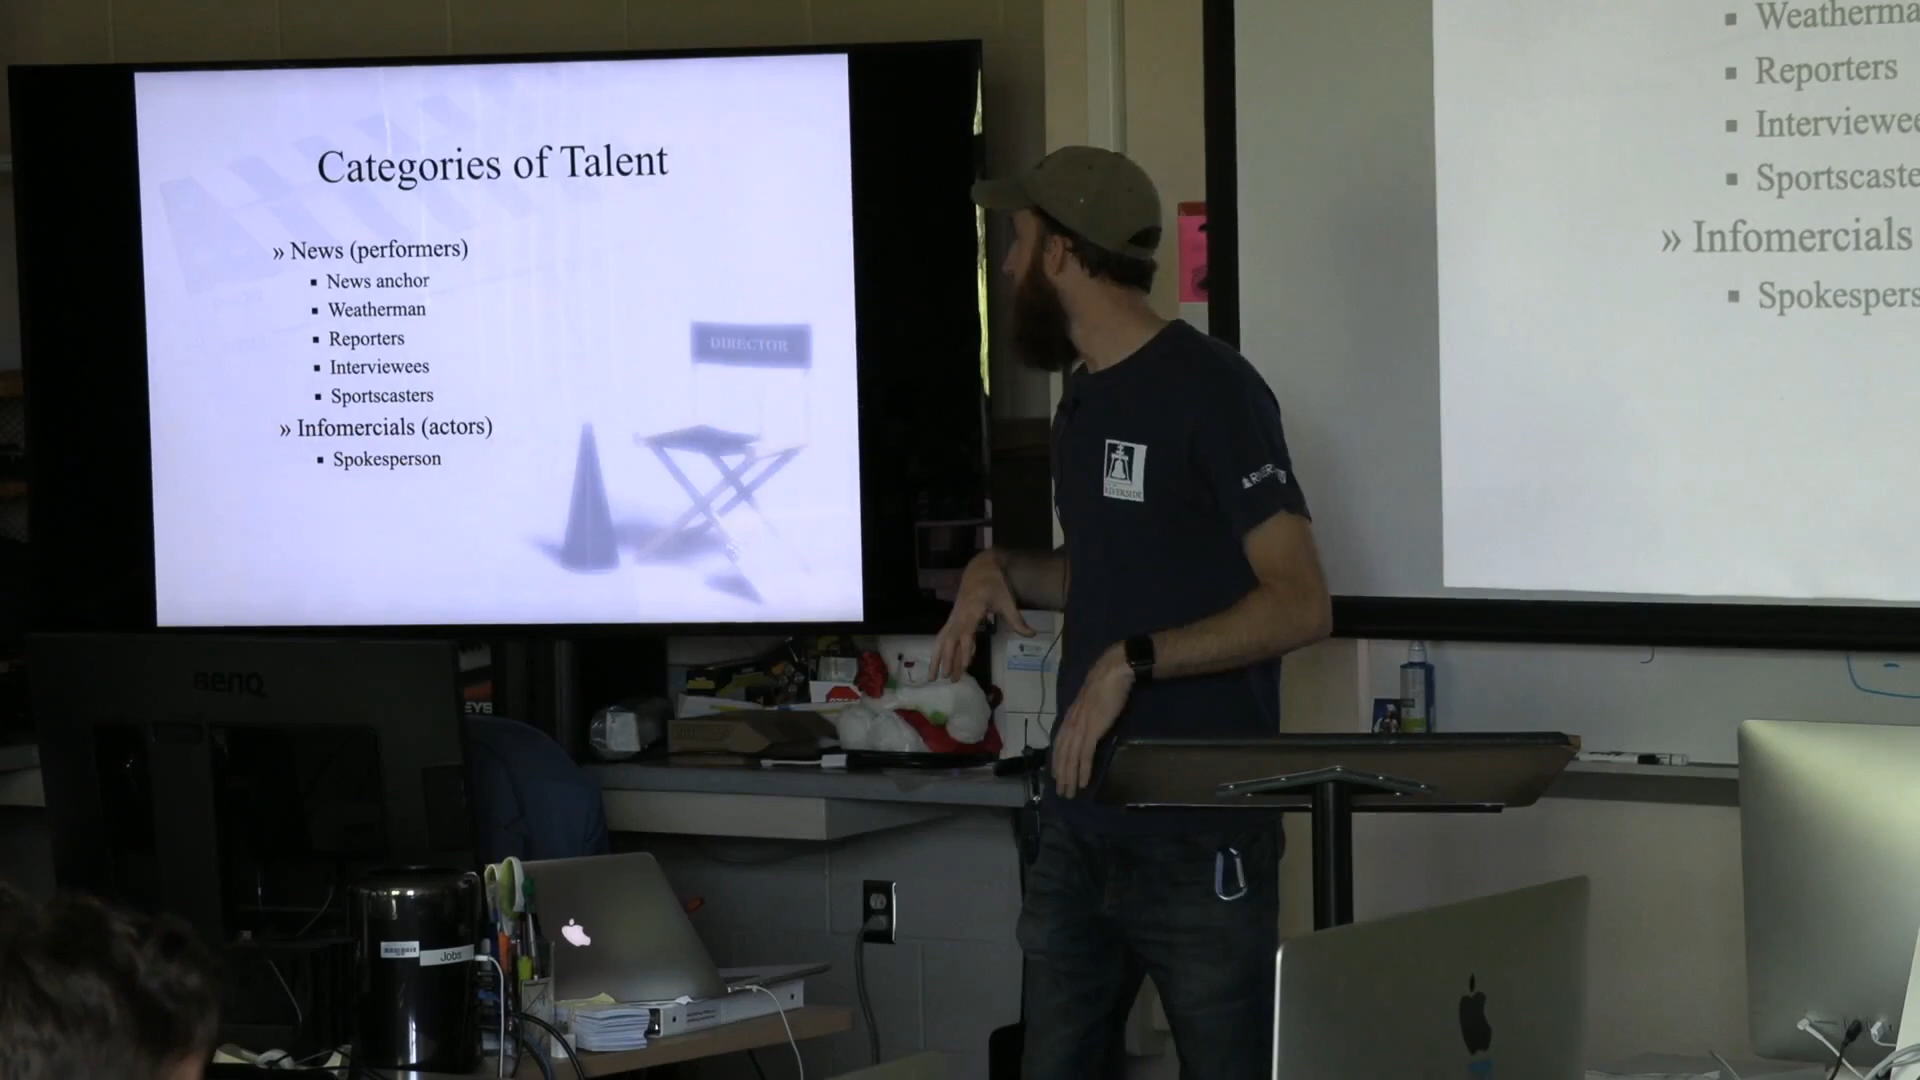 Categories of Talent
» News (performers)
▪ News anchor
▪ Weatherman
▪ Reporters
▪ Interviewees
▪ Sportscasters
» Infomercials (actors)
▪ Spokesperson
DIRECTOR
▪ Weatherma
▪ Reporters
▪ Interviewee
▪ Sportscaste
» Infomercials
▪ Spokespers
RIVERSIDE
BenQ
Jobs